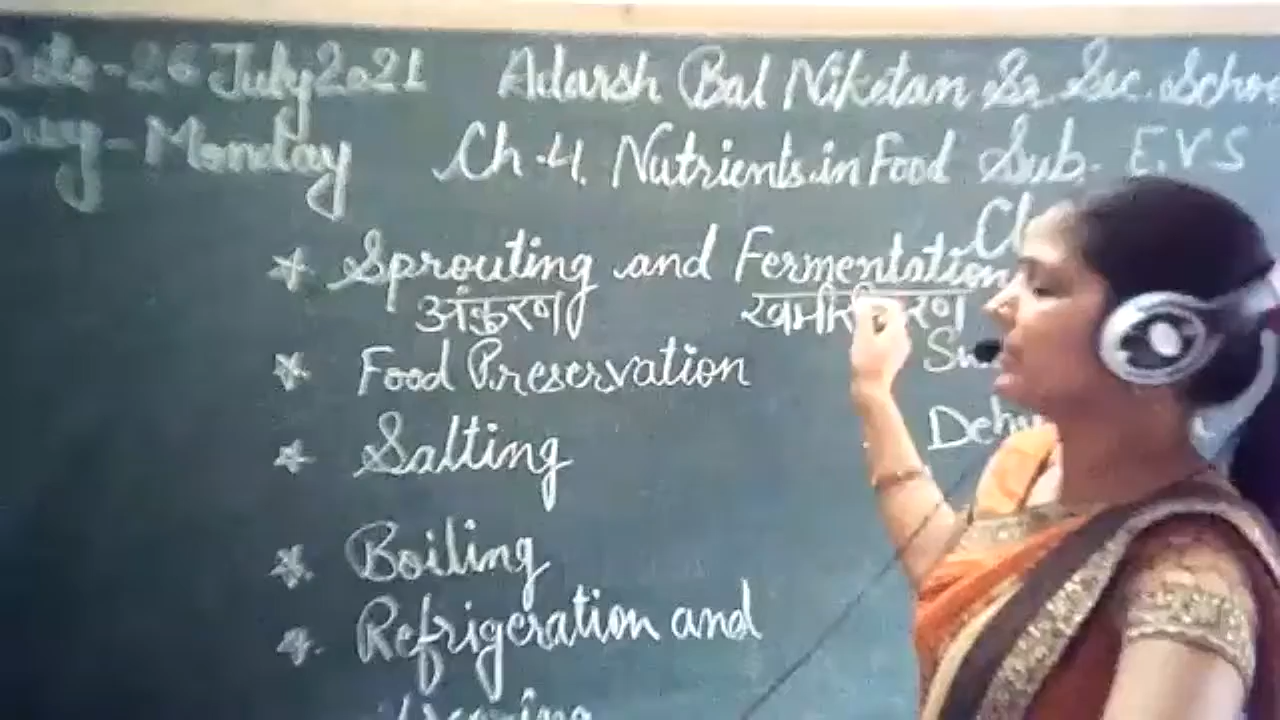 Date-26 July 2021 Adarsh Bal Niketan Sr. Sec. School
Day-Monday Ch-4. Nutrients in Food Sub- E.V.S
* Sprouting and Fermentation
अंकुरण
* Food Preservation
* Salting
* Boiling
* Refrigeration and
freezing